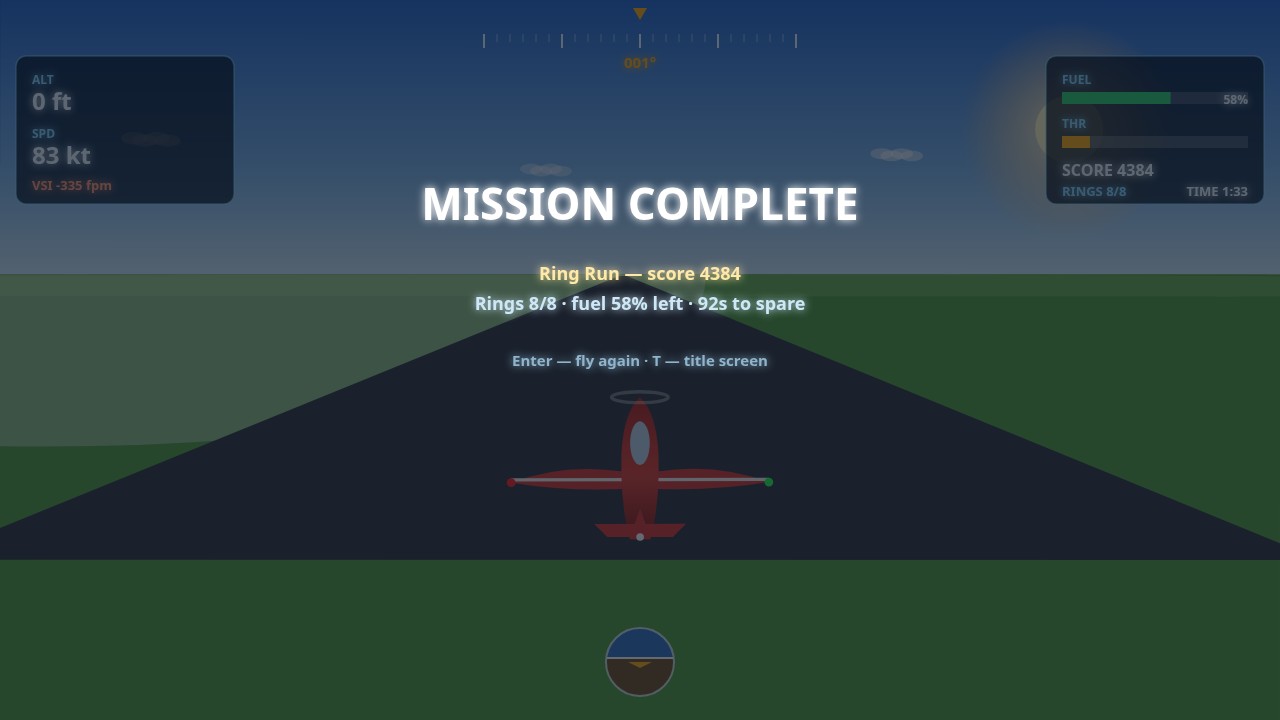 001°
ALT
0 ft
SPD
83 kt
VSI -335 fpm
FUEL
58%
THR
SCORE 4384
RINGS 8/8 TIME 1:33
MISSION COMPLETE
Ring Run — score 4384
Rings 8/8 · fuel 58% left · 92s to spare
Enter — fly again · T — title screen